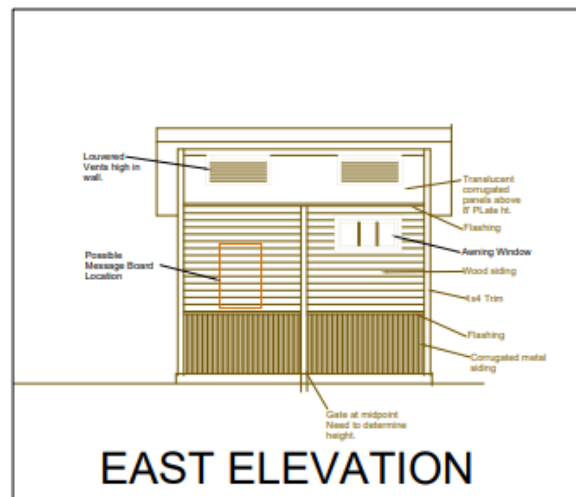 Louvered
Vents high in
wall.
Translucent
corrugated
panels above
8' PLate ht.
Flashing
Possible
Message Board
Location
Awning Window
Wood siding
4x4 Trim
Flashing
Corrugated metal
siding
Gate at midpoint
Need to determine
height.
EAST ELEVATION